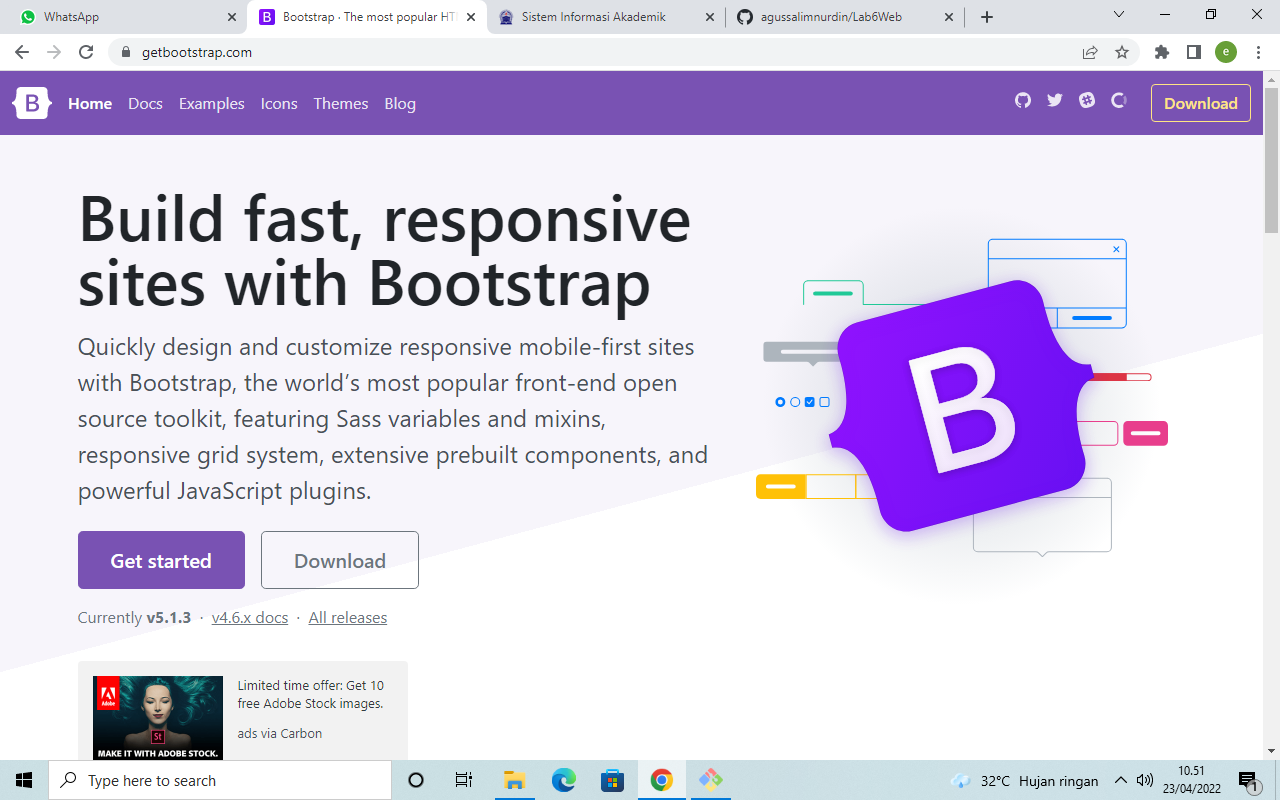 WhatsApp
Bootstrap · The most popular HT
Sistem Informasi Akademik
agussalimnurdin/Lab6Web
getbootstrap.com
e
B
Home
Docs
Examples
Icons
Themes
Blog
Download
Build fast, responsive
sites with Bootstrap
Quickly design and customize responsive mobile-first sites
with Bootstrap, the world’s most popular front-end open
source toolkit, featuring Sass variables and mixins,
responsive grid system, extensive prebuilt components, and
powerful JavaScript plugins.
B
Get started
Download
Currently v5.1.3 · v4.6.x docs · All releases
Adobe
St
MAKE IT WITH ADOBE STOCK.
Limited time offer: Get 10
free Adobe Stock images.
ads via Carbon
Type here to search
32°C Hujan ringan
10.51
23/04/2022
1